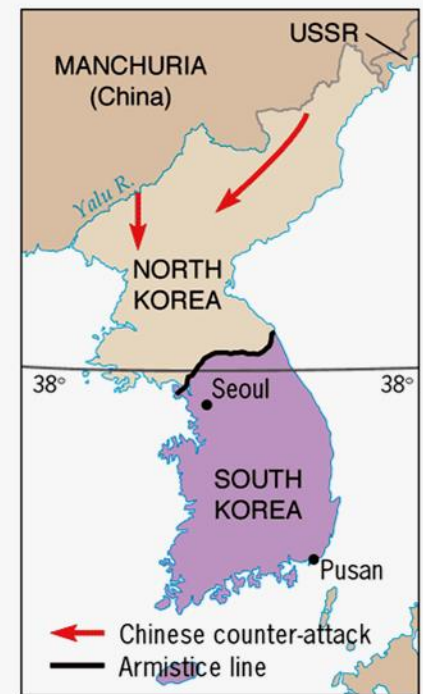 USSR
MANCHURIA
(China)
Yalu R.
NORTH
KOREA
38°
38°
Seoul
SOUTH
KOREA
Pusan
Chinese counter-attack
Armistice line